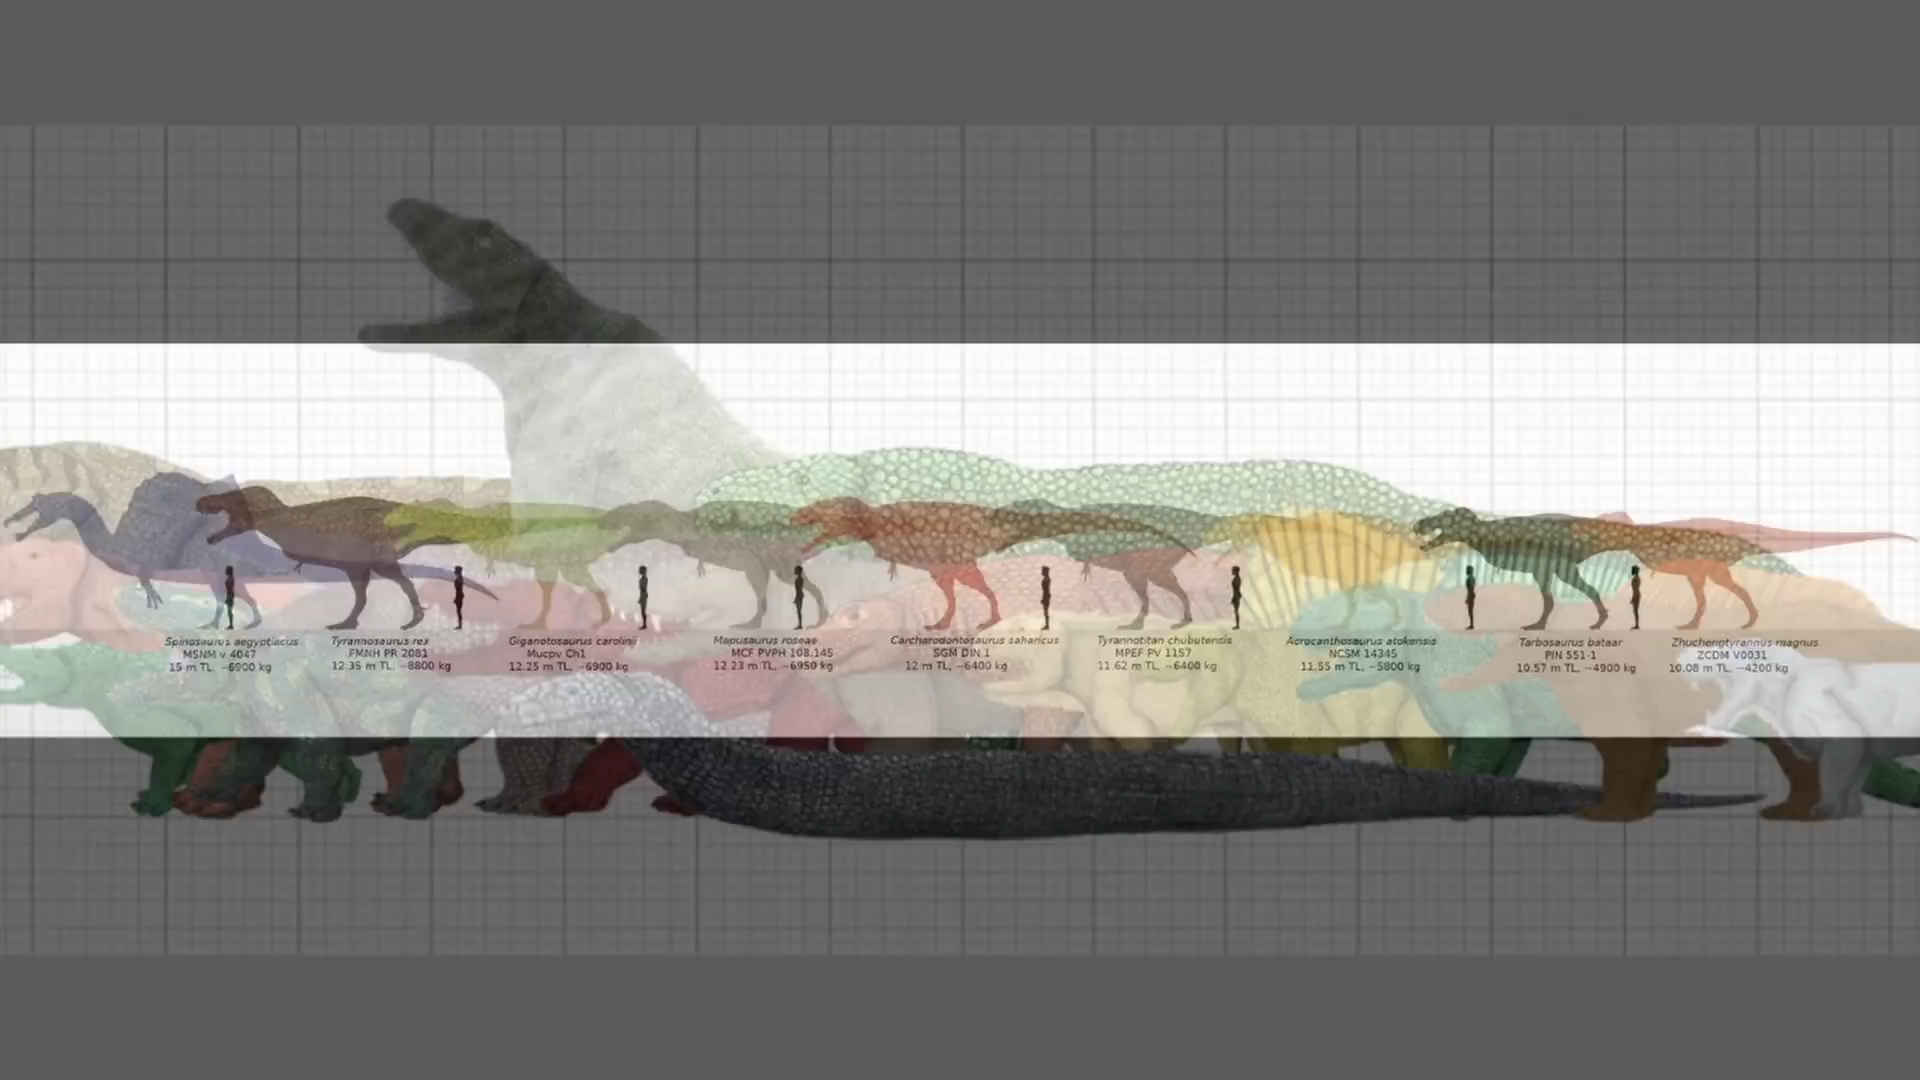 Spinosaurus aegyptiacus
MSNM v 4047
15 m TL, ~6900 kg
Tyrannosaurus rex
FMNH PR 2081
12.35 m TL, ~8800 kg
Giganotosaurus carolinii
Mucpv Ch1
12.25 m TL, ~6900 kg
Mapusaurus roseae
MCF PVPH 108.145
12.23 m TL, ~6950 kg
Carcharodontosaurus saharicus
SGM DIN 1
12 m TL, ~6400 kg
Tyrannotitan chubutensis
MPEF PV 1157
11.62 m TL, ~6400 kg
Acrocanthosaurus atokensis
NCSM 14345
11.55 m TL, ~5800 kg
Tarbosaurus bataar
PIN 551-1
10.57 m TL, ~4900 kg
Zhuchengtyrannus magnus
ZCDM V0031
10.08 m TL, ~4200 kg